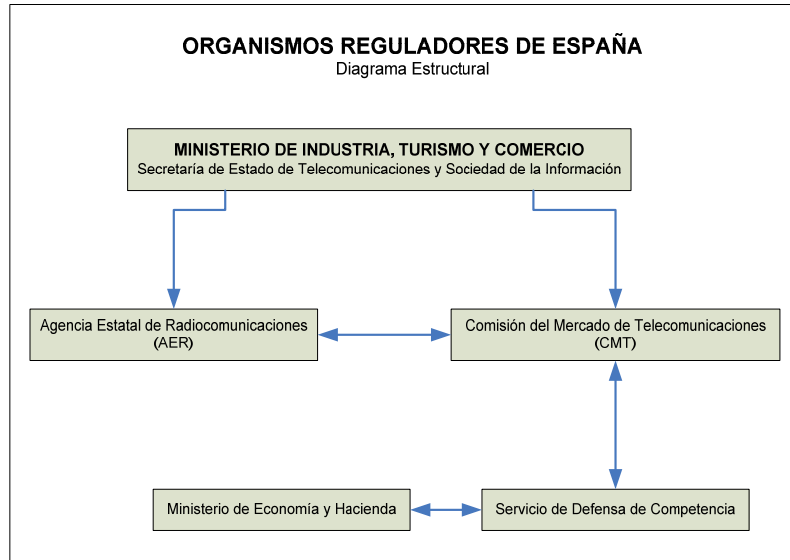 ORGANISMOS REGULADORES DE ESPAÑA
Diagrama Estructural
MINISTERIO DE INDUSTRIA, TURISMO Y COMERCIO
Secretaría de Estado de Telecomunicaciones y Sociedad de la Información
Agencia Estatal de Radiocomunicaciones
(AER)
Comisión del Mercado de Telecomunicaciones
(CMT)
Ministerio de Economía y Hacienda
Servicio de Defensa de Competencia